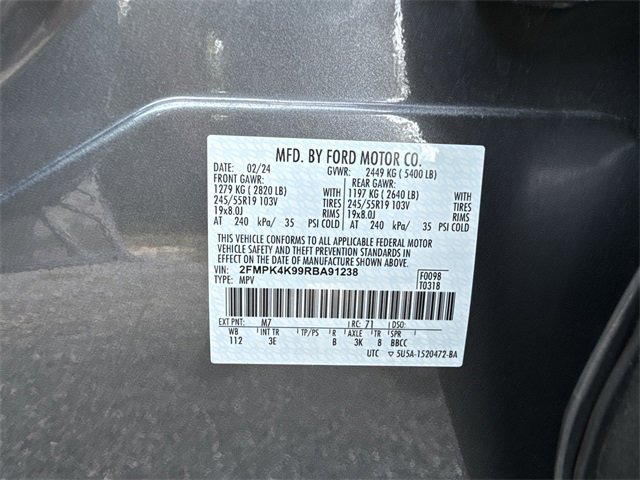 MFD. BY FORD MOTOR CO.
DATE: 02/24 GVWR: 2449 KG ( 5400 LB)
FRONT GAWR: REAR GAWR:
1279 KG ( 2820 LB) WITH 1197 KG ( 2640 LB) WITH
245/55R19 103V TIRES 245/55R19 103V TIRES
19x8.0J RIMS 19x8.0J RIMS
AT 240 kPa/ 35 PSI COLD AT 240 kPa/ 35 PSI COLD
THIS VEHICLE CONFORMS TO ALL APPLICABLE FEDERAL MOTOR
VEHICLE SAFETY AND THEFT PREVENTION STANDARDS IN
EFFECT ON THE DATE OF MANUFACTURE SHOWN ABOVE.
VIN: 2FMPK4K99RBA91238 F0098
TYPE: MPV T0318
EXT PNT: M7 RC: 71 DSO:
WB INT TR TP/PS R AXLE TR SPR
112 3E B 3K 8 BBCC
UTC ▽ 5U5A-1520472-BA